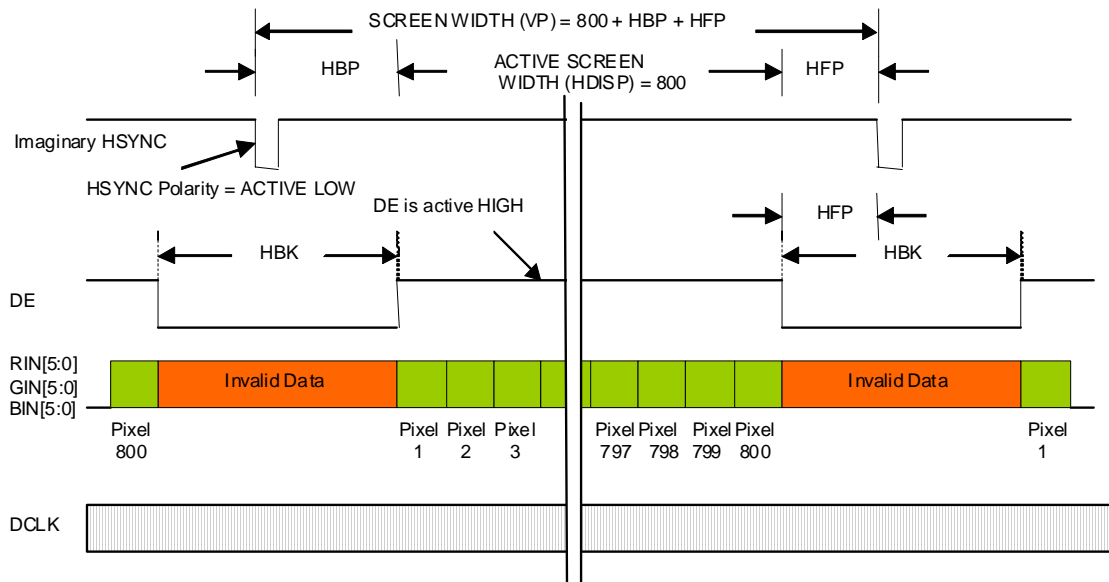 SCREEN WIDTH (VP) = 800 + HBP + HFP
HBP
ACTIVE SCREEN
WIDTH (HDISP) = 800
HFP
Imaginary HSYNC
HSYNC Polarity = ACTIVE LOW
DE is active HIGH
HFP
HBK
HBK
DE
RIN[5:0]
GIN[5:0]
BIN[5:0]
Invalid Data
Invalid Data
Pixel
800
Pixel
1
Pixel
2
Pixel
3
Pixel
797
Pixel
798
Pixel
799
Pixel
800
Pixel
1
DCLK